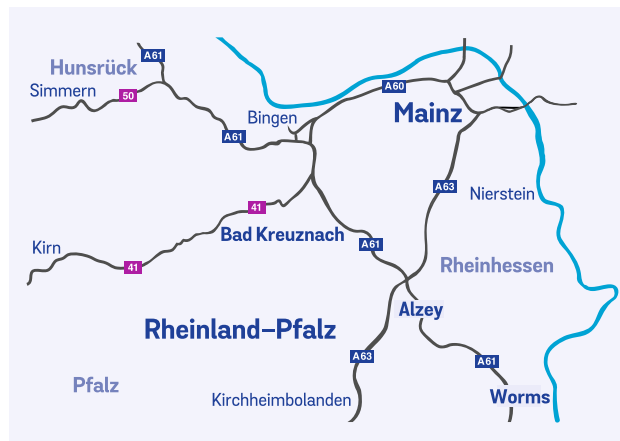 A61
Hunsrück
Simmern
50
A60
Bingen
Mainz
A61
A63
Nierstein
41
Bad Kreuznach
A61
Kirn
41
Rheinhessen
Alzey
Rheinland–Pfalz
A63
A61
Pfalz
Kirchheimbolanden
Worms